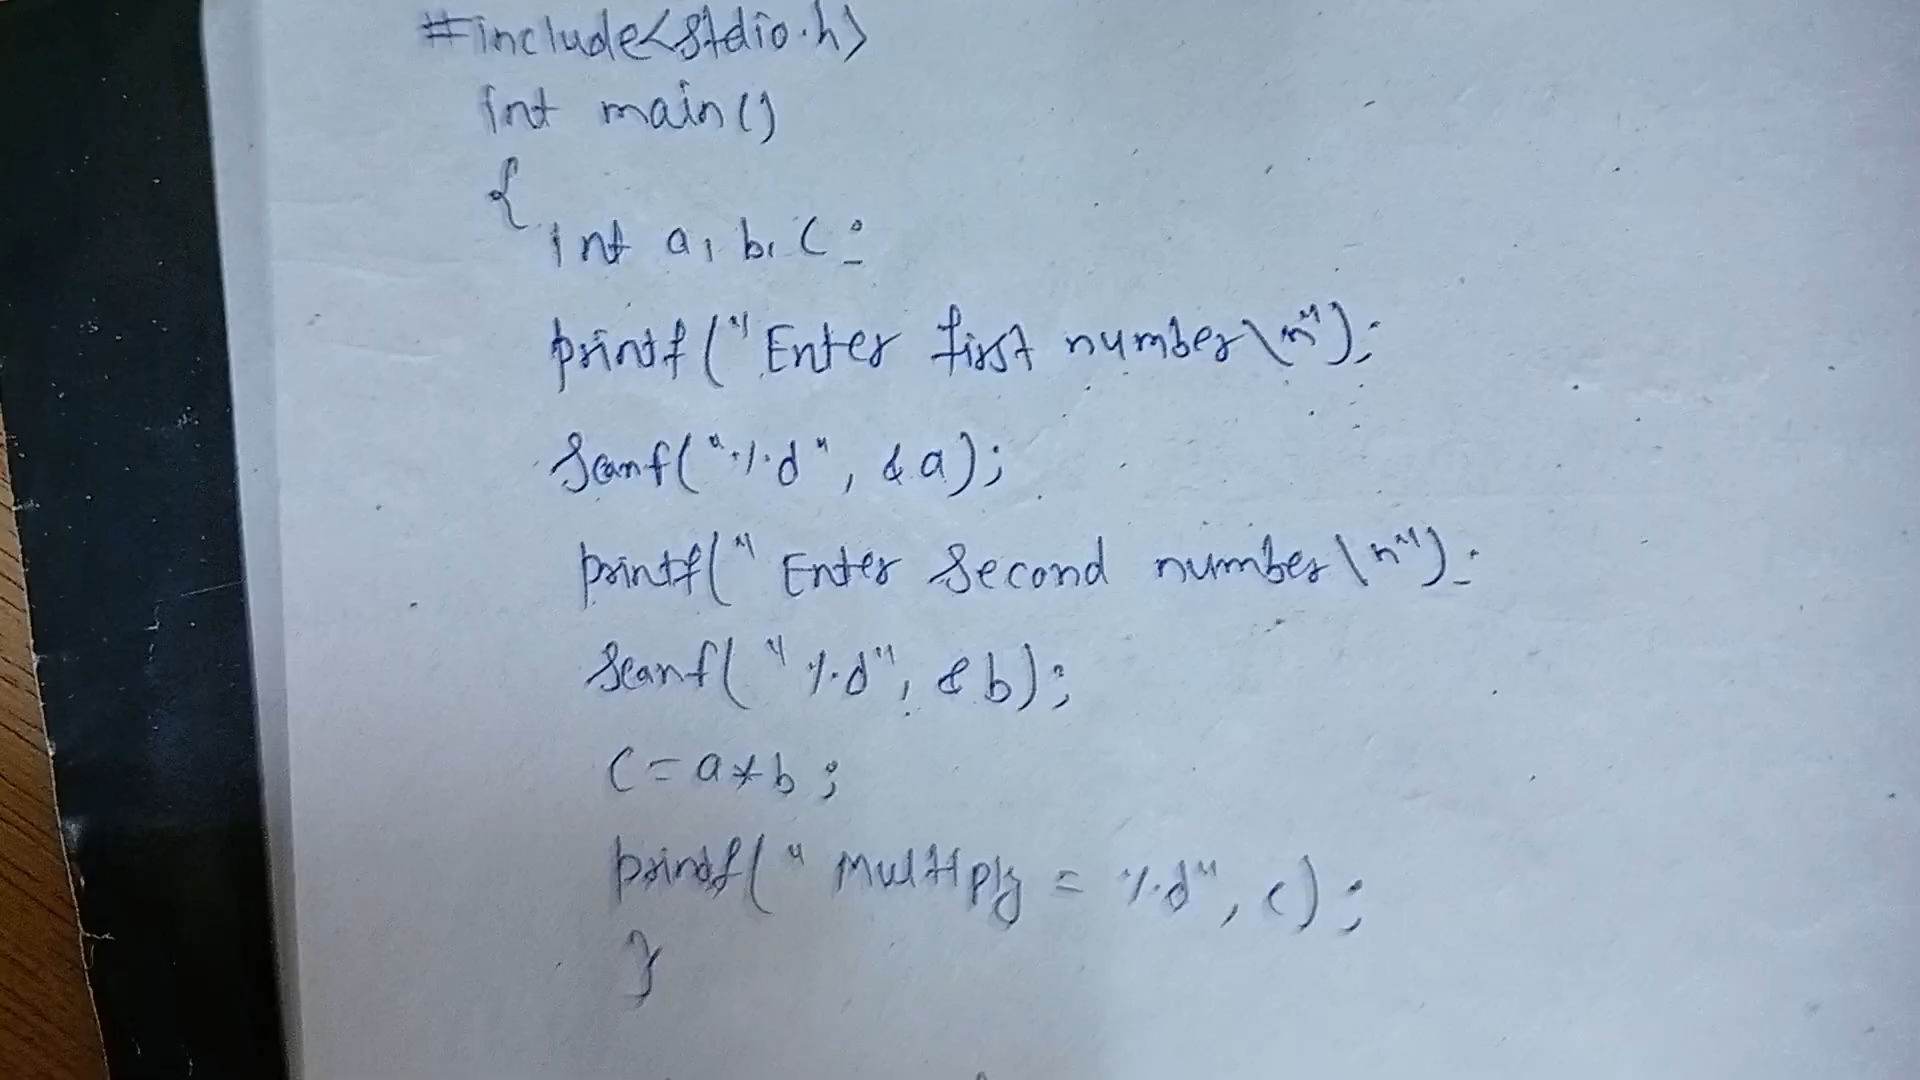 #include<stdio.h>
int main()
{
int a, b, c;
printf("Enter first number\n");
Scanf("%d", &a);
printf(" Enter Second number\n");
Scanf("%d", &b);
c=a*b;
printf("Multiply = %d", c);
}